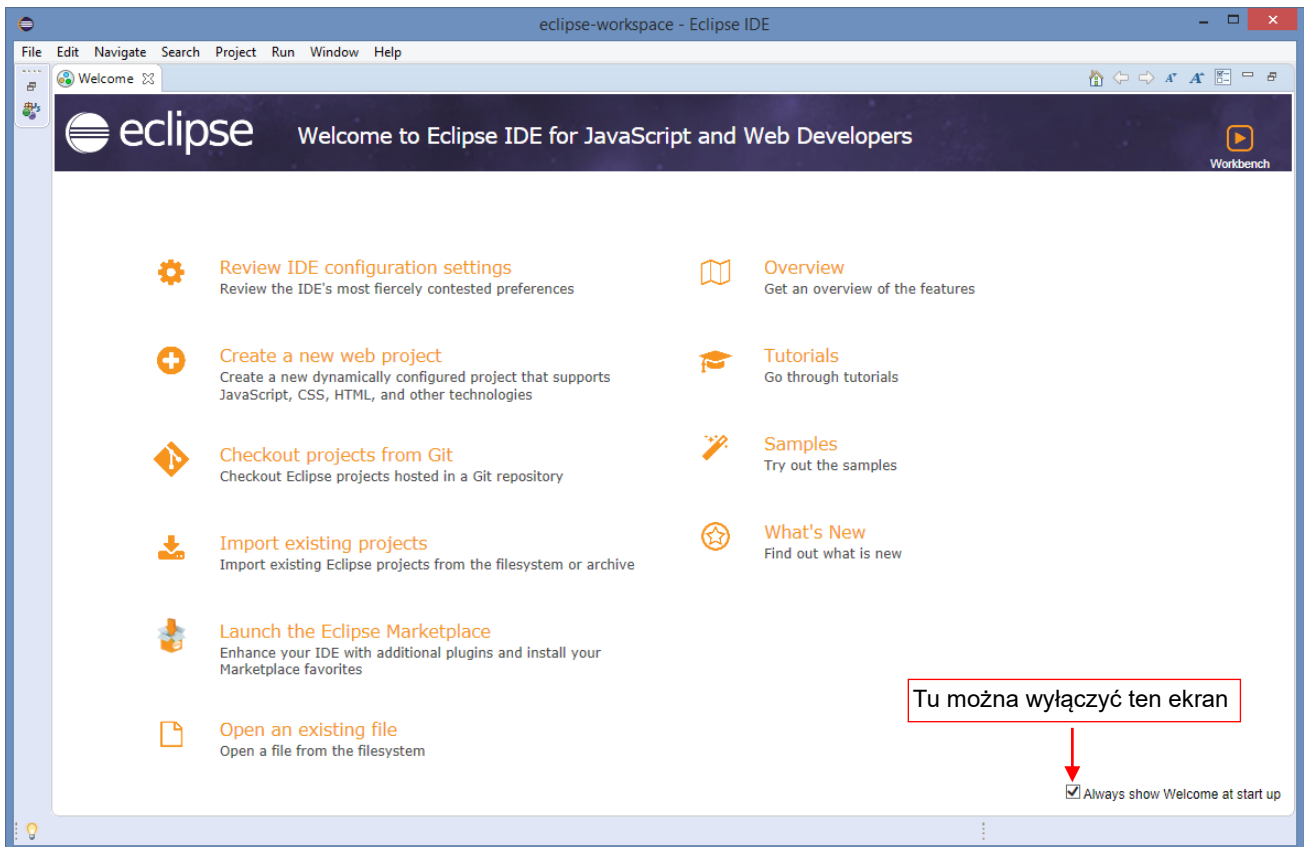 eclipse-workspace - Eclipse IDE
File Edit Navigate Search Project Run Window Help
Welcome
eclipse
Welcome to Eclipse IDE for JavaScript and Web Developers
Workbench
Review IDE configuration settings
Review the IDE's most fiercely contested preferences
Create a new web project
Create a new dynamically configured project that supports
JavaScript, CSS, HTML, and other technologies
Checkout projects from Git
Checkout Eclipse projects hosted in a Git repository
Import existing projects
Import existing Eclipse projects from the filesystem or archive
Launch the Eclipse Marketplace
Enhance your IDE with additional plugins and install your
Marketplace favorites
Open an existing file
Open a file from the filesystem
Overview
Get an overview of the features
Tutorials
Go through tutorials
Samples
Try out the samples
What's New
Find out what is new
Tu można wyłączyć ten ekran
Always show Welcome at start up